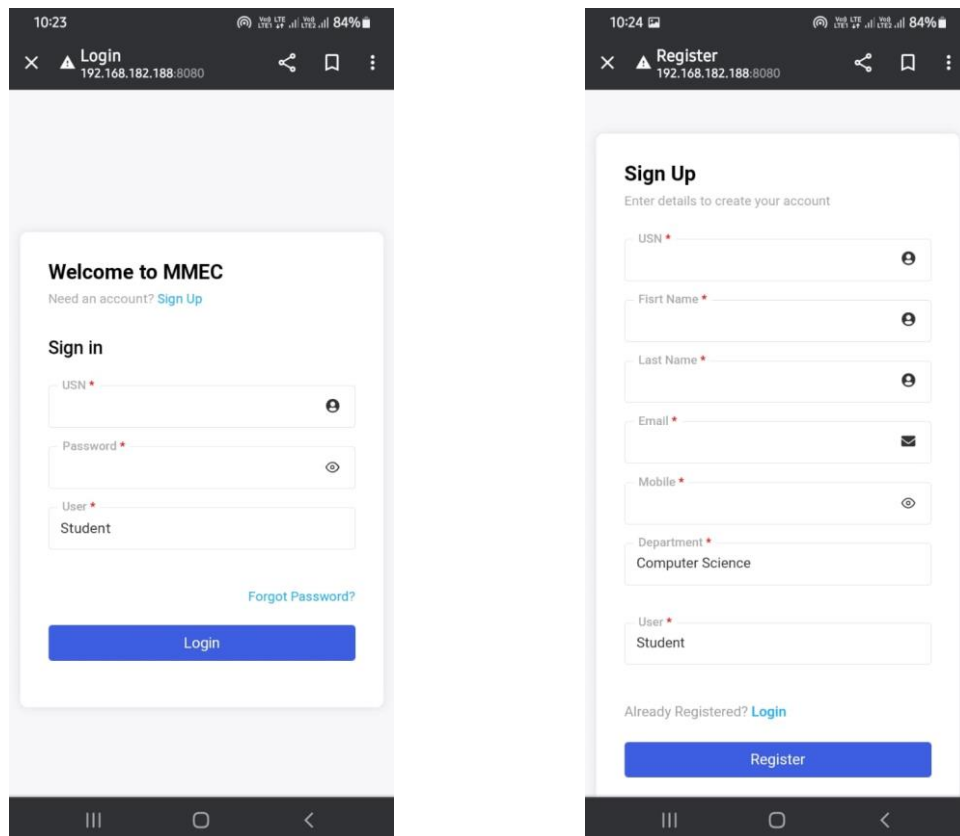 10:23
84%
Login
192.168.182.188:8080
Welcome to MMEC
Need an account? Sign Up
Sign in
USN *
Password *
User *
Student
Forgot Password?
Login
10:24
84%
Register
192.168.182.188:8080
Sign Up
Enter details to create your account
USN *
Fisrt Name *
Last Name *
Email *
Mobile *
Department *
Computer Science
User *
Student
Already Registered? Login
Register